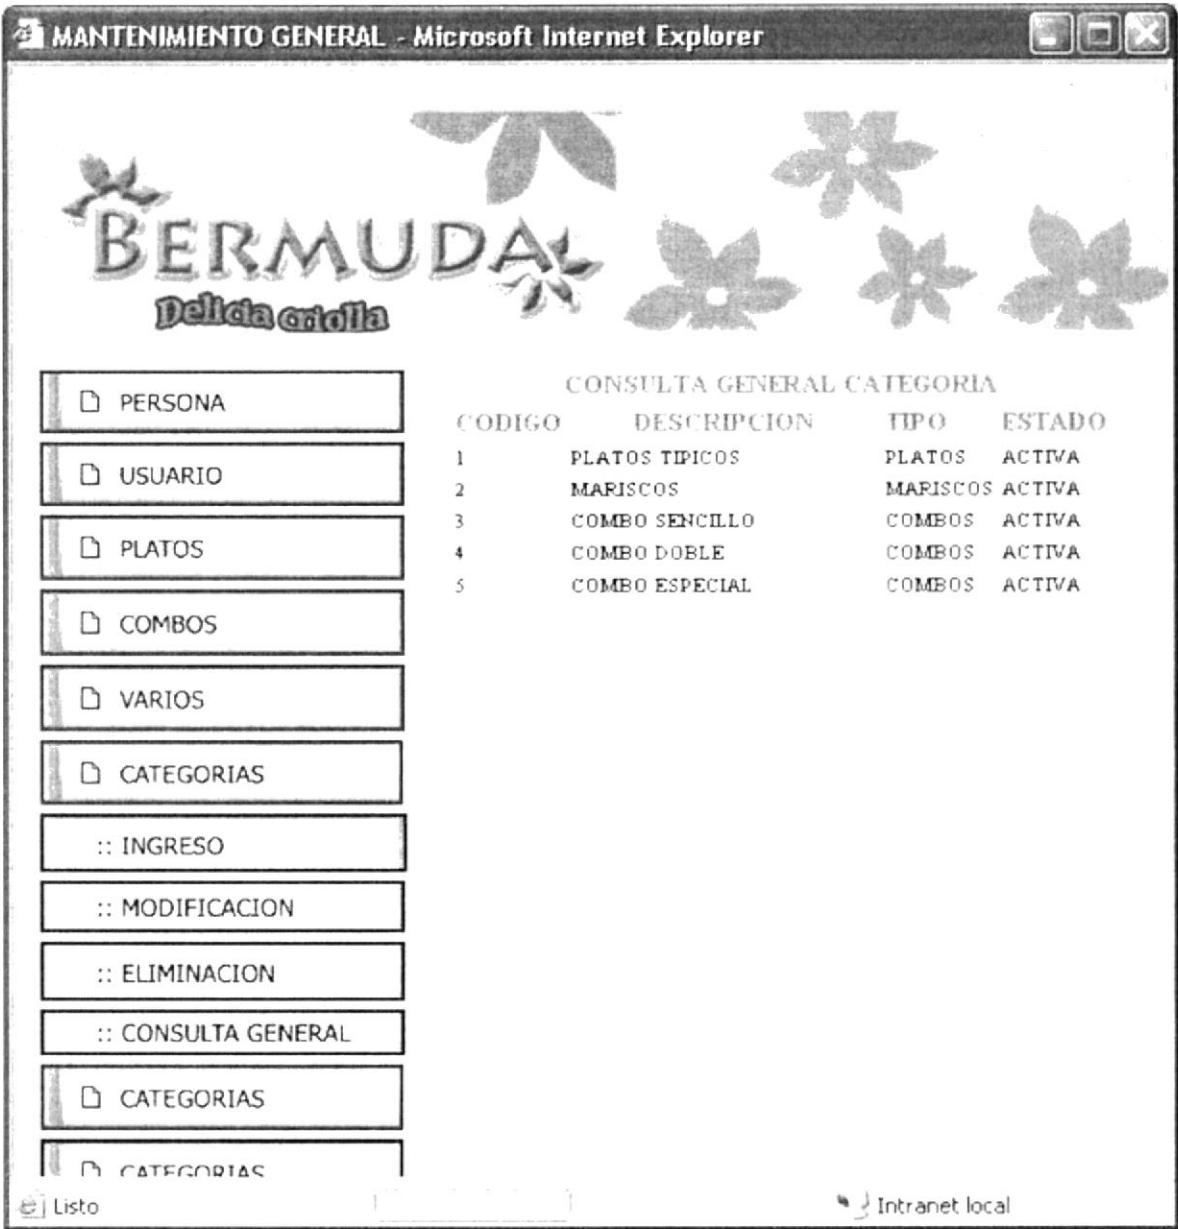 MANTENIMIENTO GENERAL - Microsoft Internet Explorer
BERMUDA
Delicia criolla
PERSONA
USUARIO
PLATOS
COMBOS
VARIOS
CATEGORIAS
:: INGRESO
:: MODIFICACION
:: ELIMINACION
:: CONSULTA GENERAL
CATEGORIAS
CATEGORIAS
CONSULTA GENERAL CATEGORIA
CODIGO DESCRIPCION TIPO ESTADO
1 PLATOS TIPICOS PLATOS ACTIVA
2 MARISCOS MARISCOS ACTIVA
3 COMBO SENCILLO COMBOS ACTIVA
4 COMBO DOBLE COMBOS ACTIVA
5 COMBO ESPECIAL COMBOS ACTIVA
Listo
Intranet local